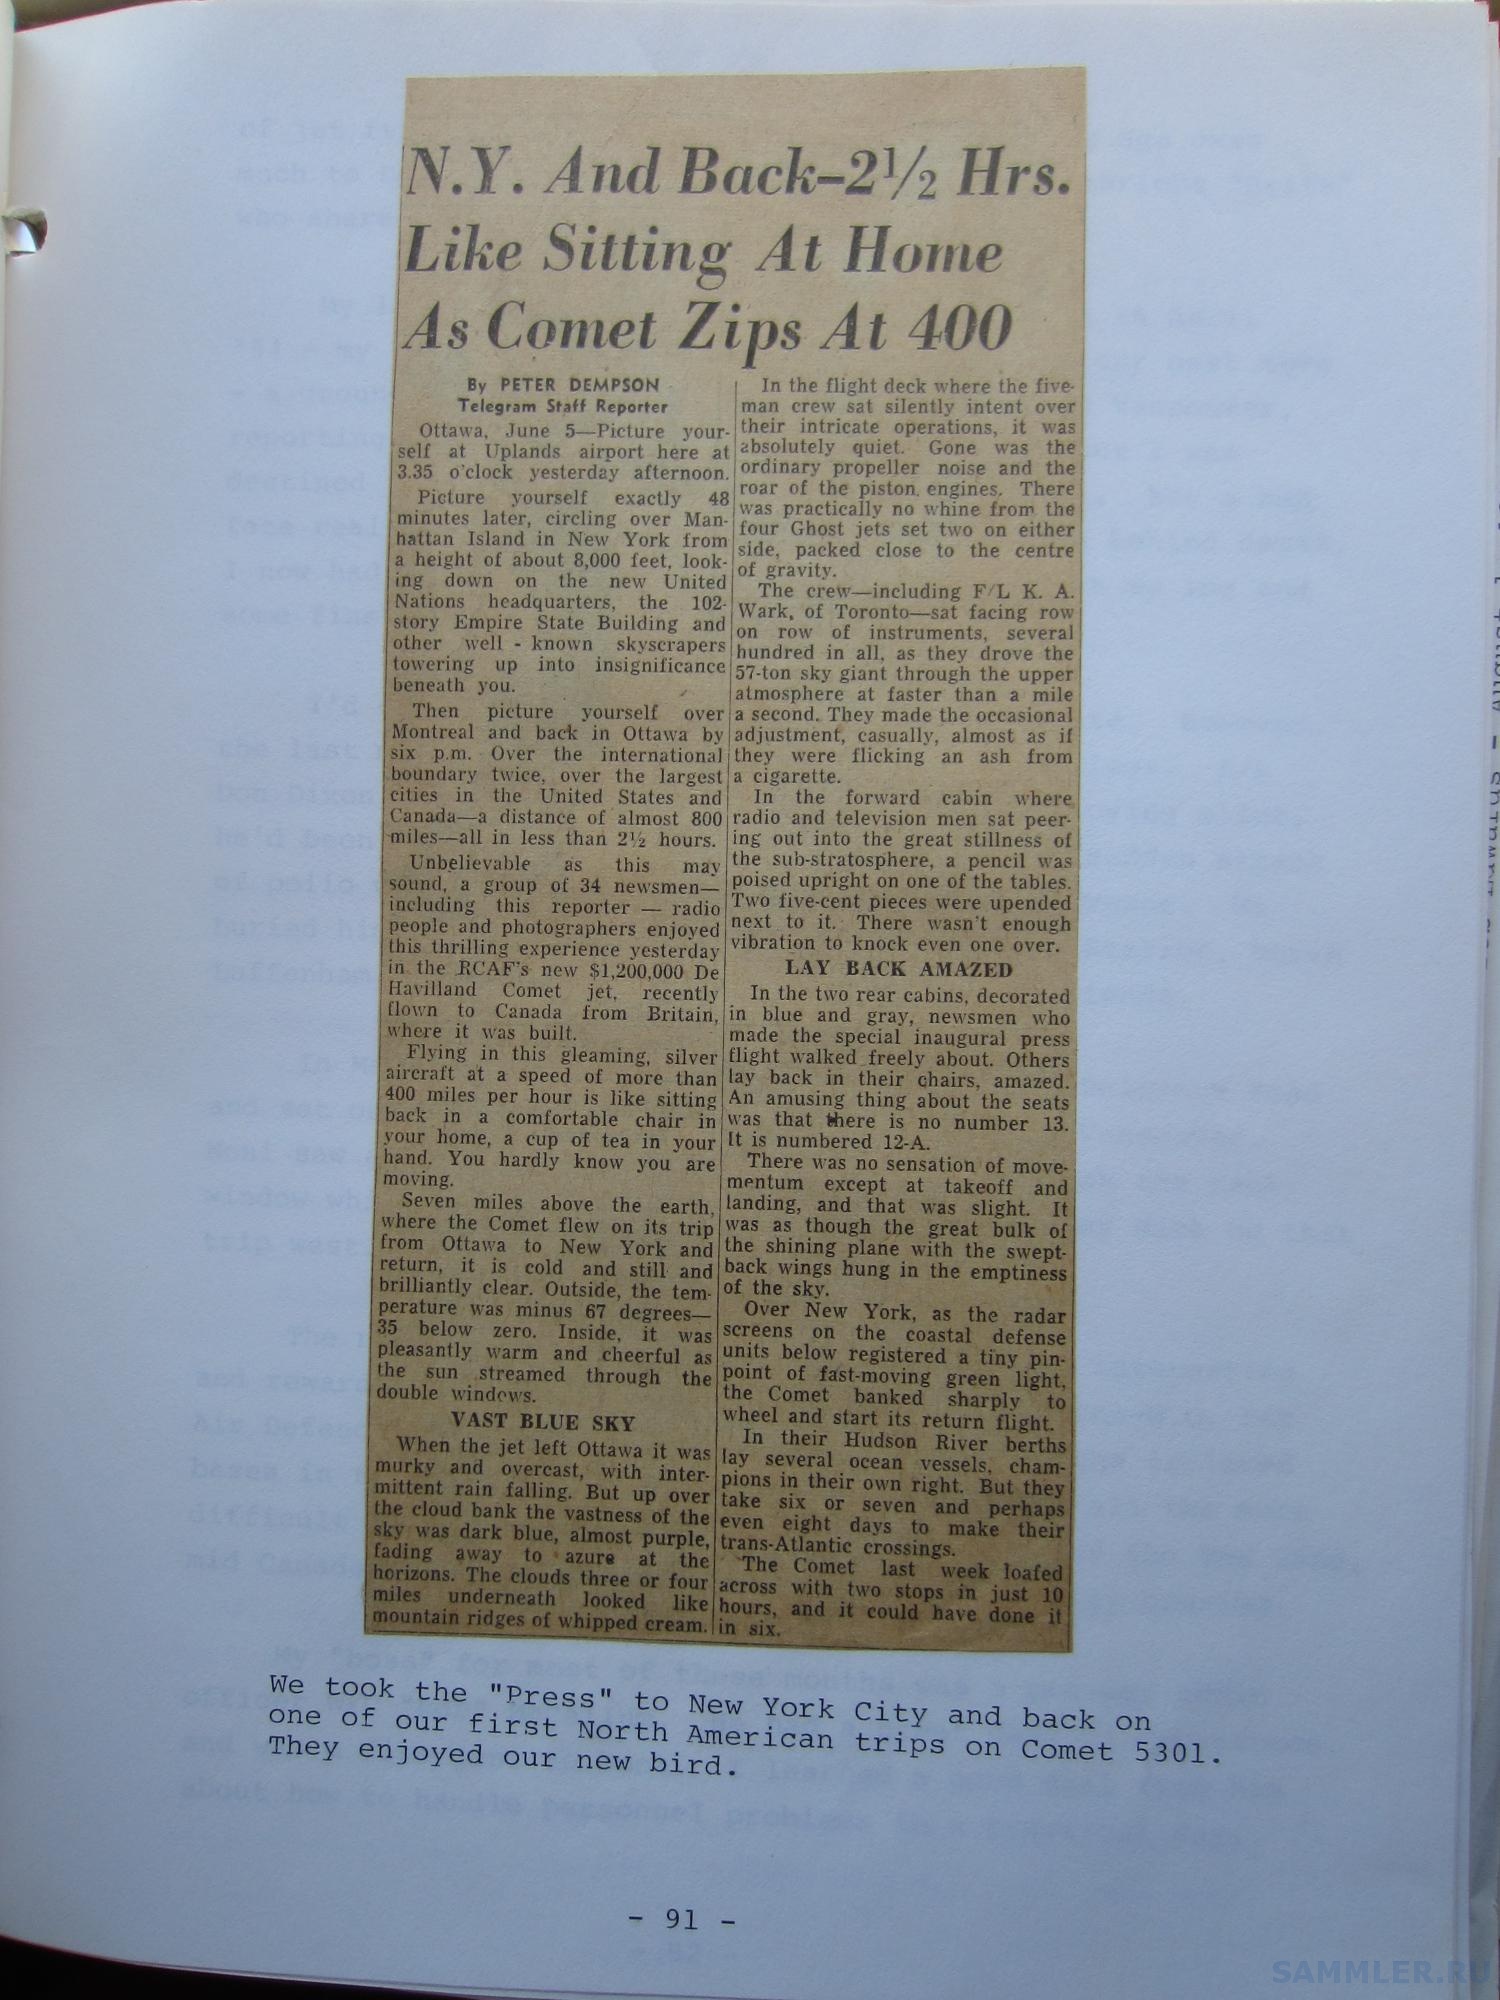 N.Y. And Back–2½ Hrs.
Like Sitting At Home
As Comet Zips At 400
By PETER DEMPSON
Telegram Staff Reporter
Ottawa, June 5—Picture your-
self at Uplands airport here at
3.35 o'clock yesterday afternoon.
Picture yourself exactly 48
minutes later, circling over Man-
hattan Island in New York from
a height of about 8,000 feet, look-
ing down on the new United
Nations headquarters, the 102-
story Empire State Building and
other well - known skyscrapers
towering up into insignificance
beneath you.
Then picture yourself over
Montreal and back in Ottawa by
six p.m. Over the international
boundary twice, over the largest
cities in the United States and
Canada—a distance of almost 800
miles—all in less than 2½ hours.
Unbelievable as this may
sound, a group of 34 newsmen—
including this reporter — radio
people and photographers enjoyed
this thrilling experience yesterday
in the RCAF's new $1,200,000 De
Havilland Comet jet, recently
flown to Canada from Britain,
where it was built.
Flying in this gleaming, silver
aircraft at a speed of more than
400 miles per hour is like sitting
back in a comfortable chair in
your home, a cup of tea in your
hand. You hardly know you are
moving.
Seven miles above the earth,
where the Comet flew on its trip
from Ottawa to New York and
return, it is cold and still and
brilliantly clear. Outside, the tem-
perature was minus 67 degrees—
35 below zero. Inside, it was
pleasantly warm and cheerful as
the sun streamed through the
double windows.
VAST BLUE SKY
When the jet left Ottawa it was
murky and overcast, with inter-
mittent rain falling. But up over
the cloud bank the vastness of the
sky was dark blue, almost purple,
fading away to azure at the
horizons. The clouds three or four
miles underneath looked like
mountain ridges of whipped cream.
In the flight deck where the five-
man crew sat silently intent over
their intricate operations, it was
absolutely quiet. Gone was the
ordinary propeller noise and the
roar of the piston engines. There
was practically no whine from the
four Ghost jets set two on either
side, packed close to the centre
of gravity.
The crew—including F/L K. A.
Wark, of Toronto—sat facing row
on row of instruments, several
hundred in all, as they drove the
57-ton sky giant through the upper
atmosphere at faster than a mile
a second. They made the occasional
adjustment, casually, almost as if
they were flicking an ash from
a cigarette.
In the forward cabin where
radio and television men sat peer-
ing out into the great stillness of
the sub-stratosphere, a pencil was
poised upright on one of the tables.
Two five-cent pieces were upended
next to it. There wasn't enough
vibration to knock even one over.
LAY BACK AMAZED
In the two rear cabins, decorated
in blue and gray, newsmen who
made the special inaugural press
flight walked freely about. Others
lay back in their chairs, amazed.
An amusing thing about the seats
was that there is no number 13.
It is numbered 12-A.
There was no sensation of move-
mentum except at takeoff and
landing, and that was slight. It
was as though the great bulk of
the shining plane with the swept-
back wings hung in the emptiness
of the sky.
Over New York, as the radar
screens on the coastal defense
units below registered a tiny pin-
point of fast-moving green light,
the Comet banked sharply to
wheel and start its return flight.
In their Hudson River berths
lay several ocean vessels, cham-
pions in their own right. But they
take six or seven and perhaps
even eight days to make their
trans-Atlantic crossings.
The Comet last week loafed
across with two stops in just 10
hours, and it could have done it
in six.
We took the "Press" to New York City and back on
one of our first North American trips on Comet 5301.
They enjoyed our new bird.
- 91 -
SAMMLER.RU